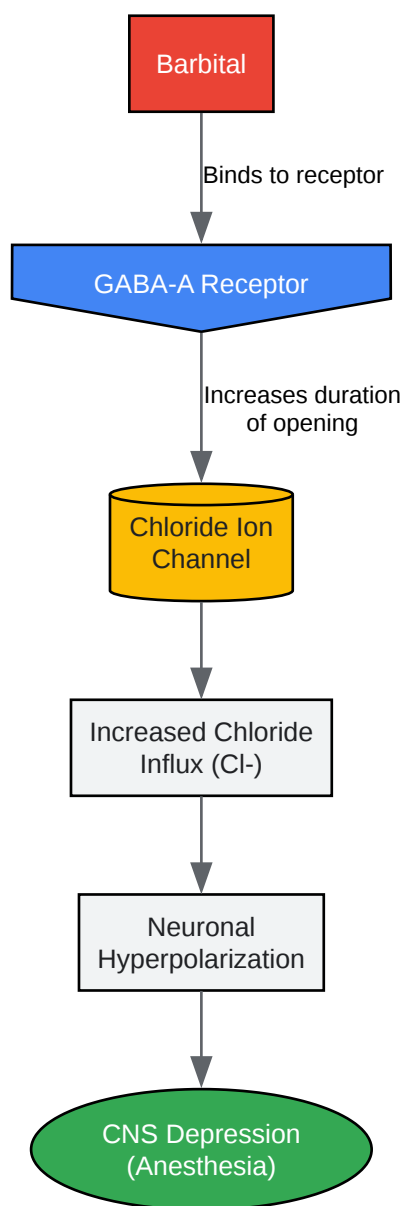 Barbital
Binds to receptor
GABA-A Receptor
Increases duration
of opening
Chloride Ion
Channel
Increased Chloride
Influx (Cl-)
Neuronal
Hyperpolarization
CNS Depression
(Anesthesia)